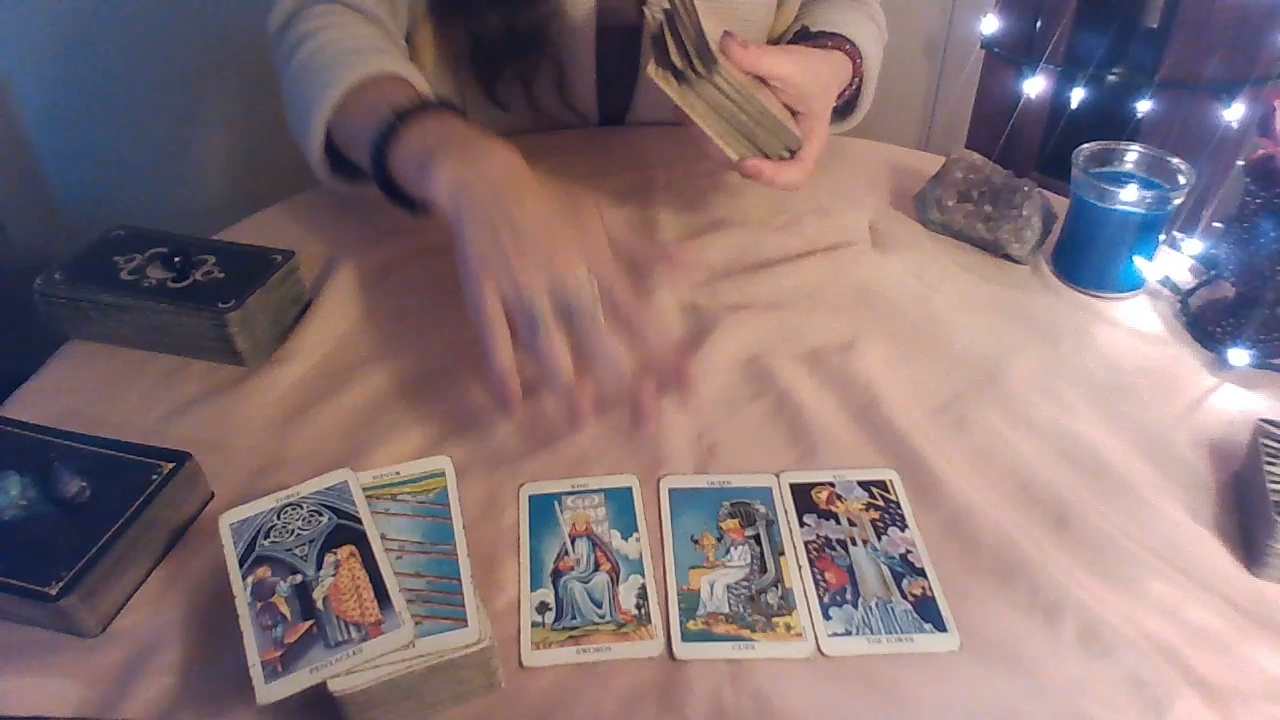 THREE
PENTACLES
KING
SWORDS
QUEEN
CUPS
XVI
THE TOWER